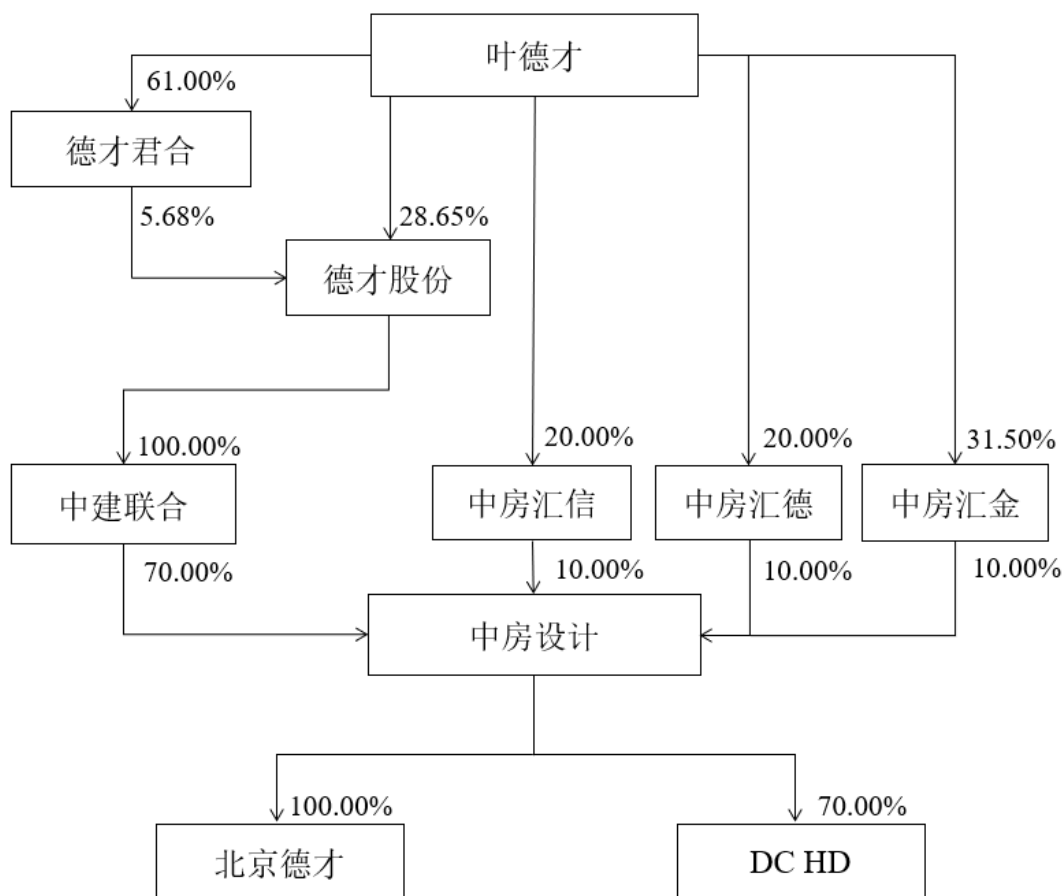 叶德才
61.00%
德才君合
5.68%
28.65%
德才股份
100.00%
20.00%
20.00%
31.50%
中建联合
中房汇信
中房汇德
中房汇金
70.00%
10.00%
10.00%
10.00%
中房设计
100.00%
70.00%
北京德才
DC HD